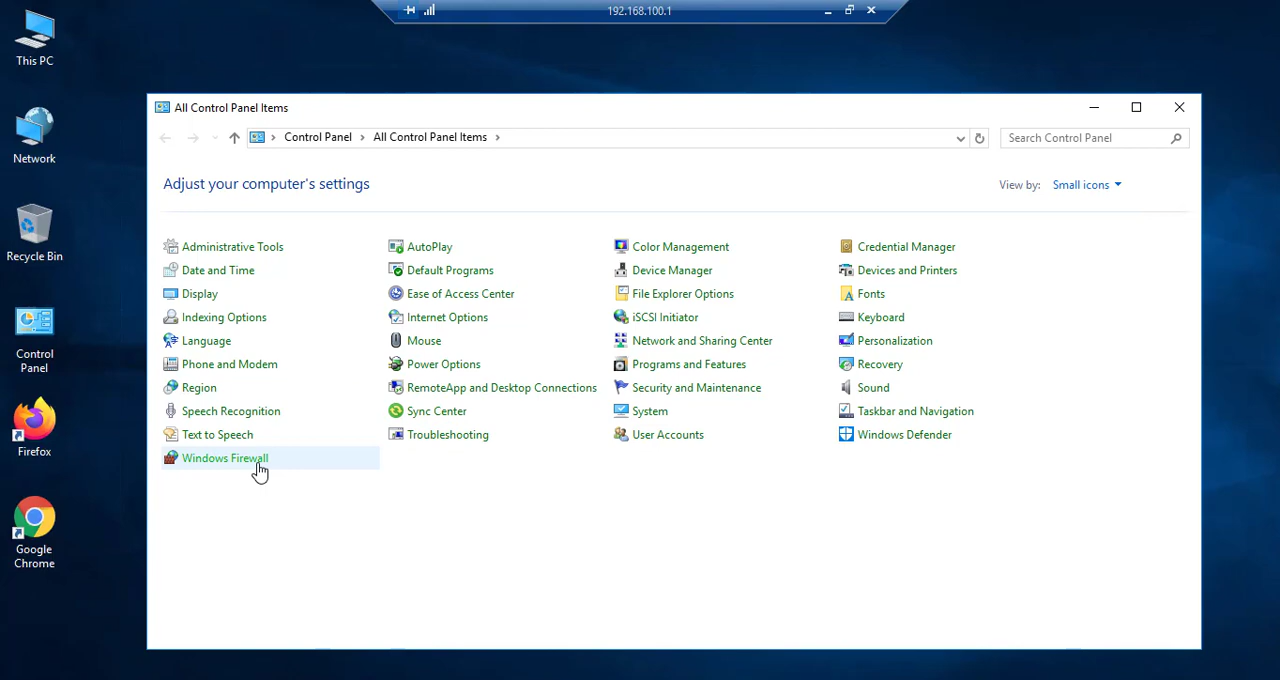 192.168.100.1
This PC
Network
Recycle Bin
Control
Panel
Firefox
Google
Chrome
All Control Panel Items
Control Panel
All Control Panel Items
Search Control Panel
Adjust your computer's settings
View by:
Small icons
Administrative Tools
AutoPlay
Color Management
Credential Manager
Date and Time
Default Programs
Device Manager
Devices and Printers
Display
Ease of Access Center
File Explorer Options
Fonts
Indexing Options
Internet Options
iSCSI Initiator
Keyboard
Language
Mouse
Network and Sharing Center
Personalization
Phone and Modem
Power Options
Programs and Features
Recovery
Region
RemoteApp and Desktop Connections
Security and Maintenance
Sound
Speech Recognition
Sync Center
System
Taskbar and Navigation
Text to Speech
Troubleshooting
User Accounts
Windows Defender
Windows Firewall